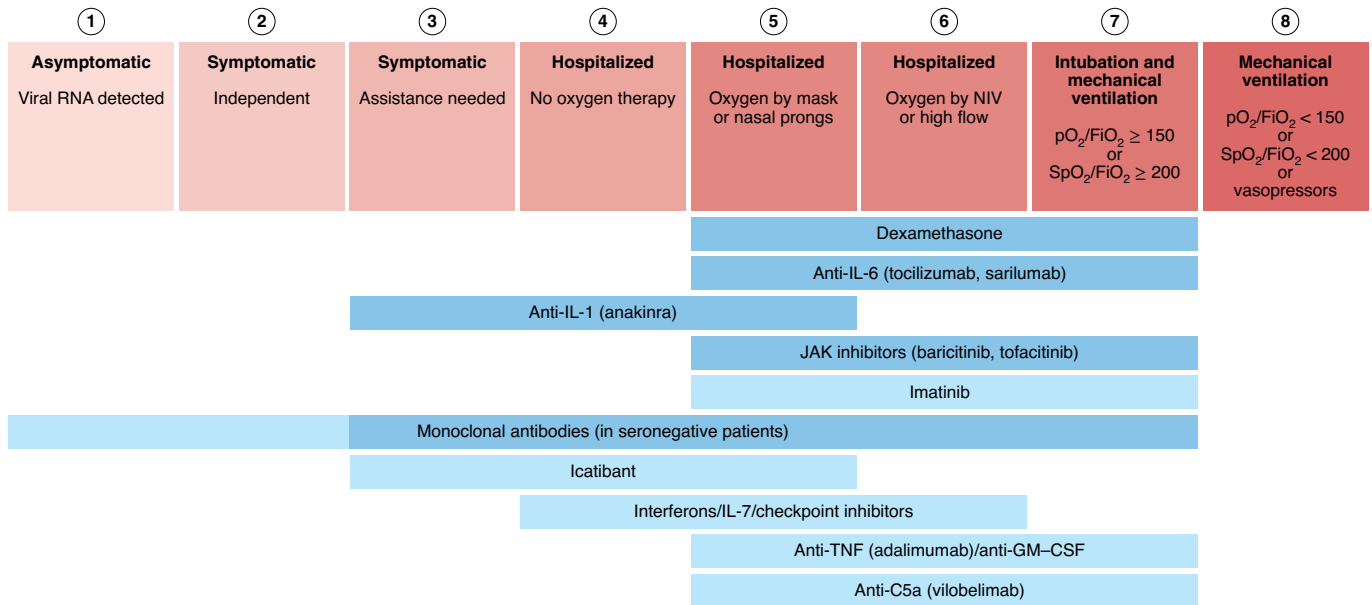 1
2
3
4
5
6
7
8
Asymptomatic
Viral RNA detected
Symptomatic
Independent
Symptomatic
Assistance needed
Hospitalized
No oxygen therapy
Hospitalized
Oxygen by mask
or nasal prongs
Hospitalized
Oxygen by NIV
or high flow
Intubation and
mechanical
ventilation
pO₂/FiO₂ ≥ 150
or
SpO₂/FiO₂ ≥ 200
Mechanical
ventilation
pO₂/FiO₂ < 150
or
SpO₂/FiO₂ < 200
or
vasopressors
Dexamethasone
Anti-IL-6 (tocilizumab, sarilumab)
Anti-IL-1 (anakinra)
JAK inhibitors (baricitinib, tofacitinib)
Imatinib
Monoclonal antibodies (in seronegative patients)
Icatibant
Interferons/IL-7/checkpoint inhibitors
Anti-TNF (adalimumab)/anti-GM–CSF
Anti-C5a (vilobelimab)